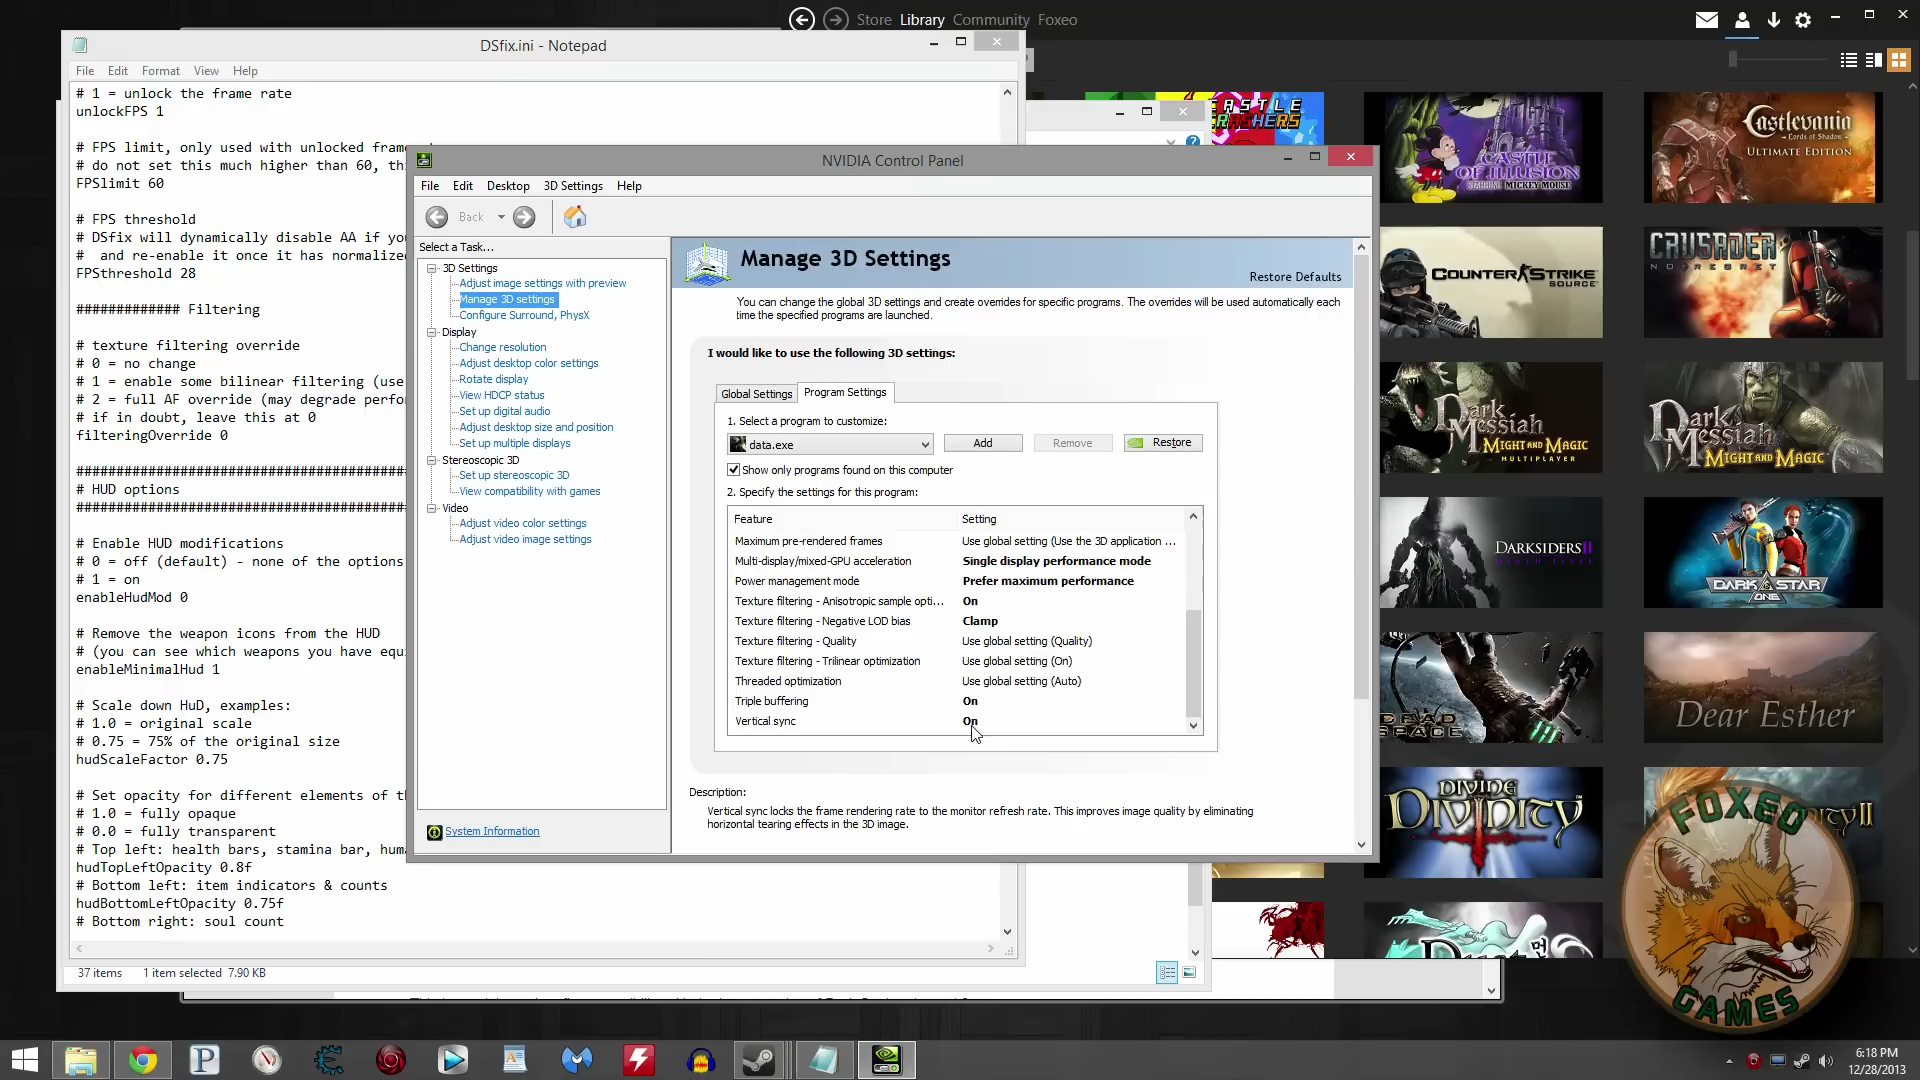 Store Library Community Foxeo
DSfix.ini - Notepad
File Edit Format View Help
# 1 = unlock the frame rate
unlockFPS 1
# FPS limit, only used with unlocked fram
# do not set this much higher than 60, th
FPSlimit 60
# FPS threshold
# DSfix will dynamically disable AA if yo
# and re-enable it once it has normalized
FPSthreshold 28
############# Filtering
# texture filtering override
# 0 = no change
# 1 = enable some bilinear filtering (use
# 2 = full AF override (may degrade perfo
# if in doubt, leave this at 0
filteringOverride 0
# HUD options
# Enable HUD modifications
# 0 = off (default) - none of the options
# 1 = on
enableHudMod 0
# Remove the weapon icons from the HUD
# (you can see which weapons you have equi
enableMinimalHud 1
# Scale down HuD, examples:
# 1.0 = original scale
# 0.75 = 75% of the original size
hudScaleFactor 0.75
# Set opacity for different elements of t
# 1.0 = fully opaque
# 0.0 = fully transparent
# Top left: health bars, stamina bar, hum
hudTopLeftOpacity 0.8f
# Bottom left: item indicators & counts
hudBottomLeftOpacity 0.75f
# Bottom right: soul count
37 items 1 item selected 7.90 KB
NVIDIA Control Panel
File Edit Desktop 3D Settings Help
Back
Select a Task...
3D Settings
Adjust image settings with preview
Manage 3D settings
Configure Surround, PhysX
Display
Change resolution
Adjust desktop color settings
Rotate display
View HDCP status
Set up digital audio
Adjust desktop size and position
Set up multiple displays
Stereoscopic 3D
Set up stereoscopic 3D
View compatibility with games
Video
Adjust video color settings
Adjust video image settings
System Information
Manage 3D Settings
Restore Defaults
You can change the global 3D settings and create overrides for specific programs. The overrides will be used automatically each
time the specified programs are launched.
I would like to use the following 3D settings:
Global Settings Program Settings
1. Select a program to customize:
data.exe Add Remove Restore
Show only programs found on this computer
2. Specify the settings for this program:
Feature Setting
Maximum pre-rendered frames Use global setting (Use the 3D application ...
Multi-display/mixed-GPU acceleration Single display performance mode
Power management mode Prefer maximum performance
Texture filtering - Anisotropic sample opti... On
Texture filtering - Negative LOD bias Clamp
Texture filtering - Quality Use global setting (Quality)
Texture filtering - Trilinear optimization Use global setting (On)
Threaded optimization Use global setting (Auto)
Triple buffering On
Vertical sync On
Description:
Vertical sync locks the frame rendering rate to the monitor refresh rate. This improves image quality by eliminating
horizontal tearing effects in the 3D image.
CASTLE OF ILLUSION
STARRING MICKEY MOUSE
Castlevania
Lords of Shadow
ULTIMATE EDITION
COUNTER STRIKE
SOURCE
CRUSADER
NO REGRET
Dark Messiah
MIGHT AND MAGIC
MULTIPLAYER
Dark Messiah
MIGHT AND MAGIC
DARKSIDERS II
DARK STAR
ONE
DEAD SPACE
Dear Esther
DIVINE DIVINITY
FOXEO GAMES
6:18 PM
12/28/2013